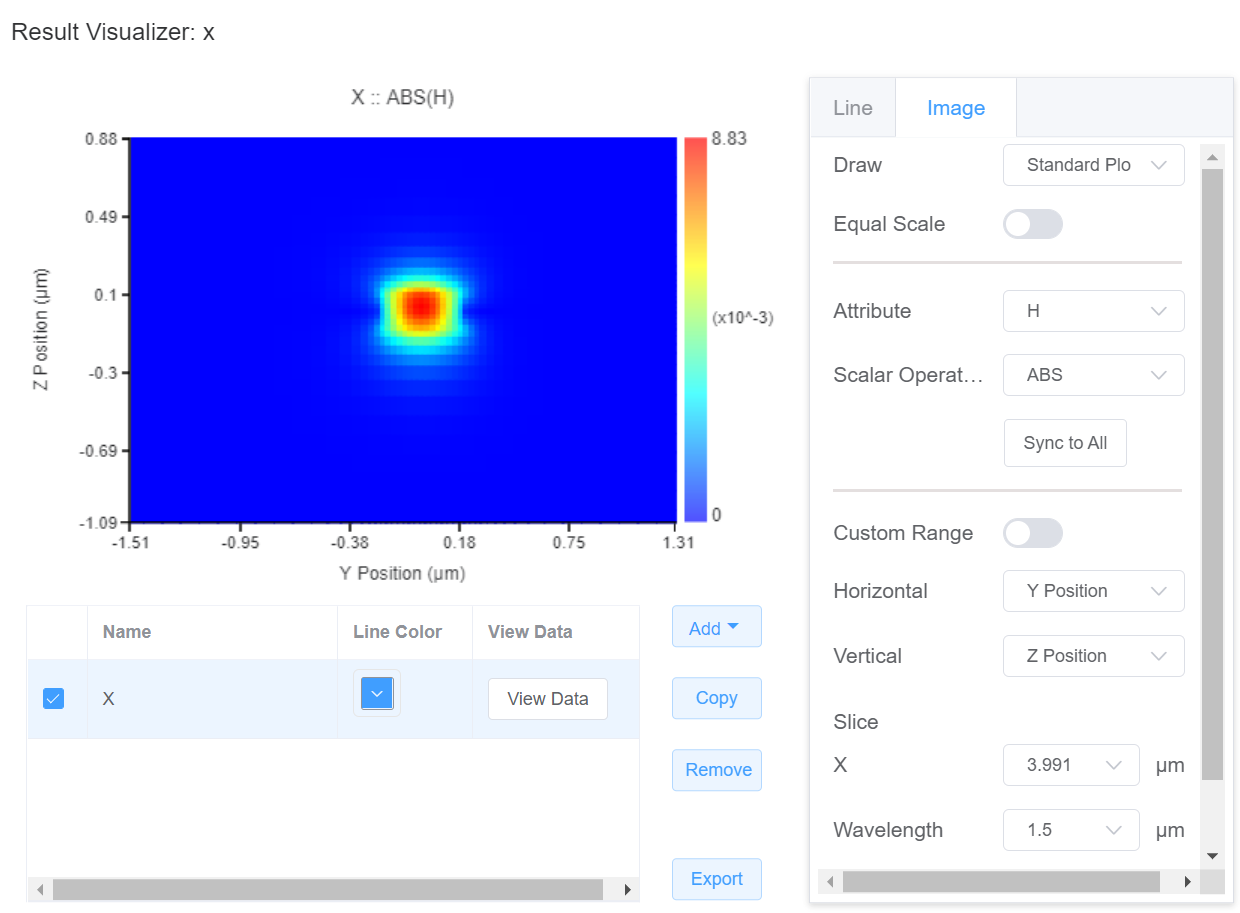 Result Visualizer: x
X :: ABS(H)
0.88
0.49
0.1
-0.3
-0.69
-1.09
Z Position (μm)
-1.51 -0.95 -0.38 0.18 0.75 1.31
Y Position (μm)
8.83
(x10^-3)
0
Name Line Color View Data
X View Data
Add
Copy
Remove
Export
Line Image
Draw Standard Plo
Equal Scale
Attribute H
Scalar Operat... ABS
Sync to All
Custom Range
Horizontal Y Position
Vertical Z Position
Slice
X 3.991 μm
Wavelength 1.5 μm